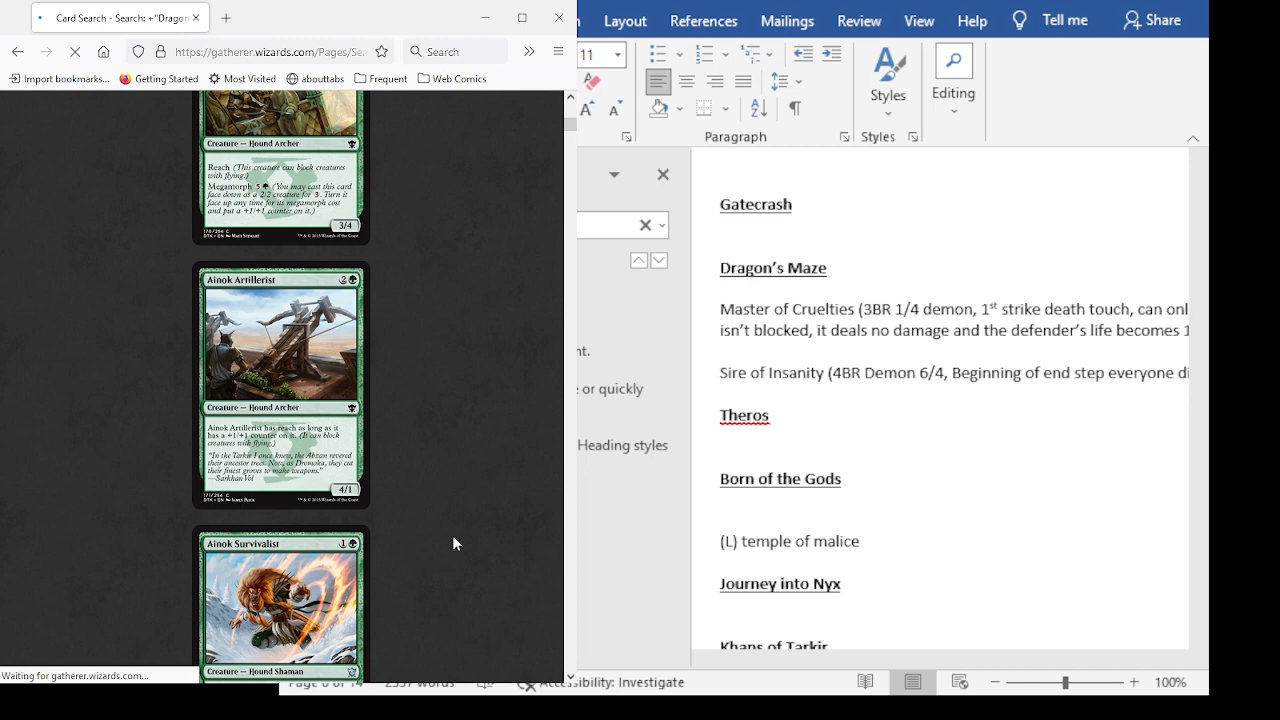 Card Search - Search: +"Dragon
https://gatherer.wizards.com/Pages/Sea
Search
Import bookmarks...
Getting Started
Most Visited
abouttabs
Frequent
Web Comics
Creature — Hound Archer
Reach (This creature can block creatures
with flying.)
Megamorph 5 (You may cast this card
face down as a 2/2 creature for 3. Turn it
face up any time for its megamorph cost
and put a +1/+1 counter on it.)
3/4
Ainok Artillerist 2
Creature — Hound Archer
Ainok Artillerist has reach as long as it
has a +1/+1 counter on it. (It can block
creatures with flying.)
"In the Tarkir I once knew, the Abzan revered
their ancestor trees. Now, as Dromoka, they cut
their finest groves to make weapons."
—Sarkhan Vol
4/1
Ainok Survivalist 1
Creature — Hound Shaman
Waiting for gatherer.wizards.com...
Layout
References
Mailings
Review
View
Help
Tell me
Share
11
Styles
Editing
Paragraph
Styles
nt.
or quickly
Heading styles
Gatecrash
Dragon's Maze
Master of Cruelties (3BR 1/4 demon, 1st strike death touch, can onl
isn't blocked, it deals no damage and the defender's life becomes 1
Sire of Insanity (4BR Demon 6/4, Beginning of end step everyone di
Theros
Born of the Gods
(L) temple of malice
Journey into Nyx
Khans of Tarkir
Accessibility: Investigate
100%